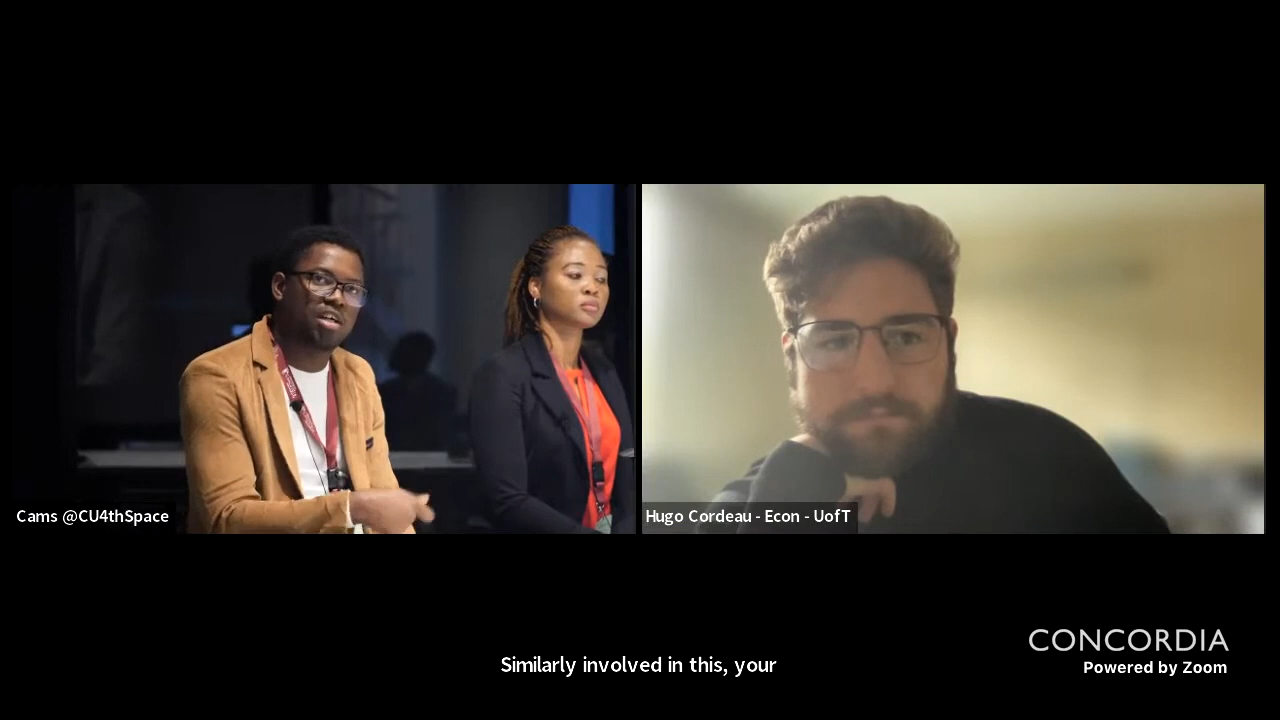 Cams @CU4thSpace
Hugo Cordeau - Econ - UofT
Similarly involved in this, your
CONCORDIA
Powered by Zoom